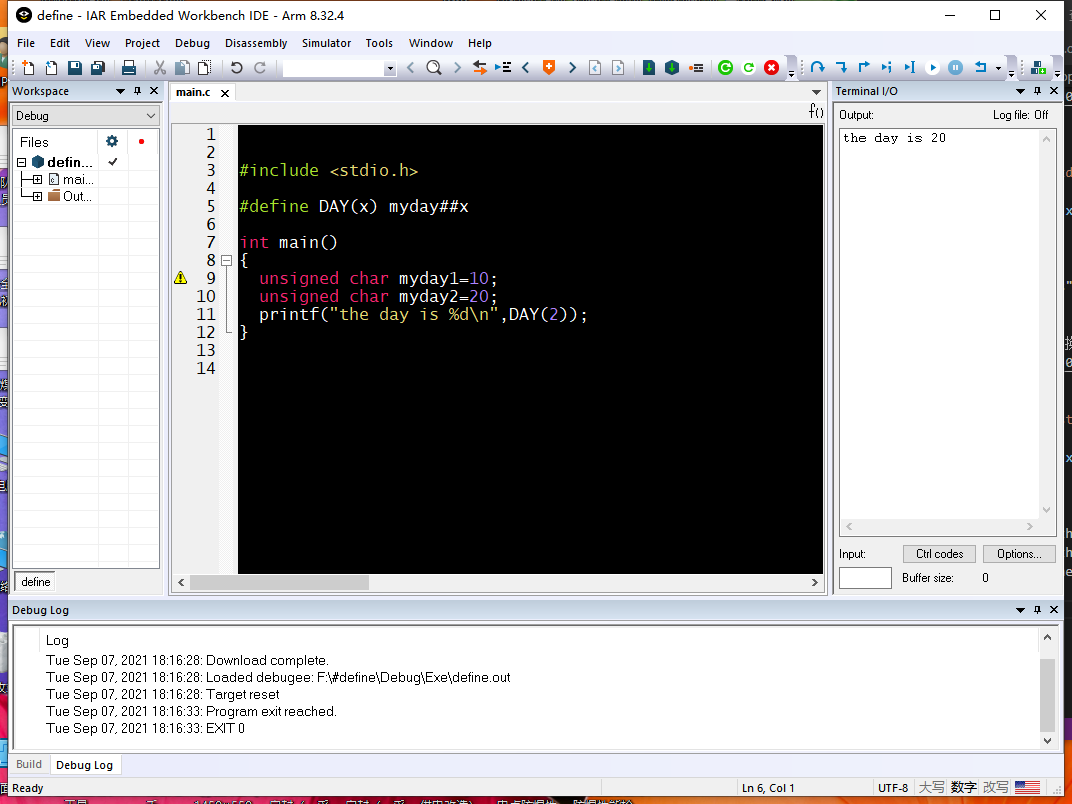 define - IAR Embedded Workbench IDE - Arm 8.32.4
File Edit View Project Debug Disassembly Simulator Tools Window Help
Workspace
Debug
Files
defin...
mai...
Out...
define
main.c
f()
1
2
3 #include <stdio.h>
4
5 #define DAY(x) myday##x
6
7 int main()
8 {
9 unsigned char myday1=10;
10 unsigned char myday2=20;
11 printf("the day is %d\n",DAY(2));
12 }
13
14
Terminal I/O
Output: Log file: Off
the day is 20
Input: Ctrl codes Options...
Buffer size: 0
Debug Log
Log
Tue Sep 07, 2021 18:16:28: Download complete.
Tue Sep 07, 2021 18:16:28: Loaded debugee: F:\#define\Debug\Exe\define.out
Tue Sep 07, 2021 18:16:28: Target reset
Tue Sep 07, 2021 18:16:33: Program exit reached.
Tue Sep 07, 2021 18:16:33: EXIT 0
Build Debug Log
Ready Ln 6, Col 1 UTF-8 大写 数字 改写